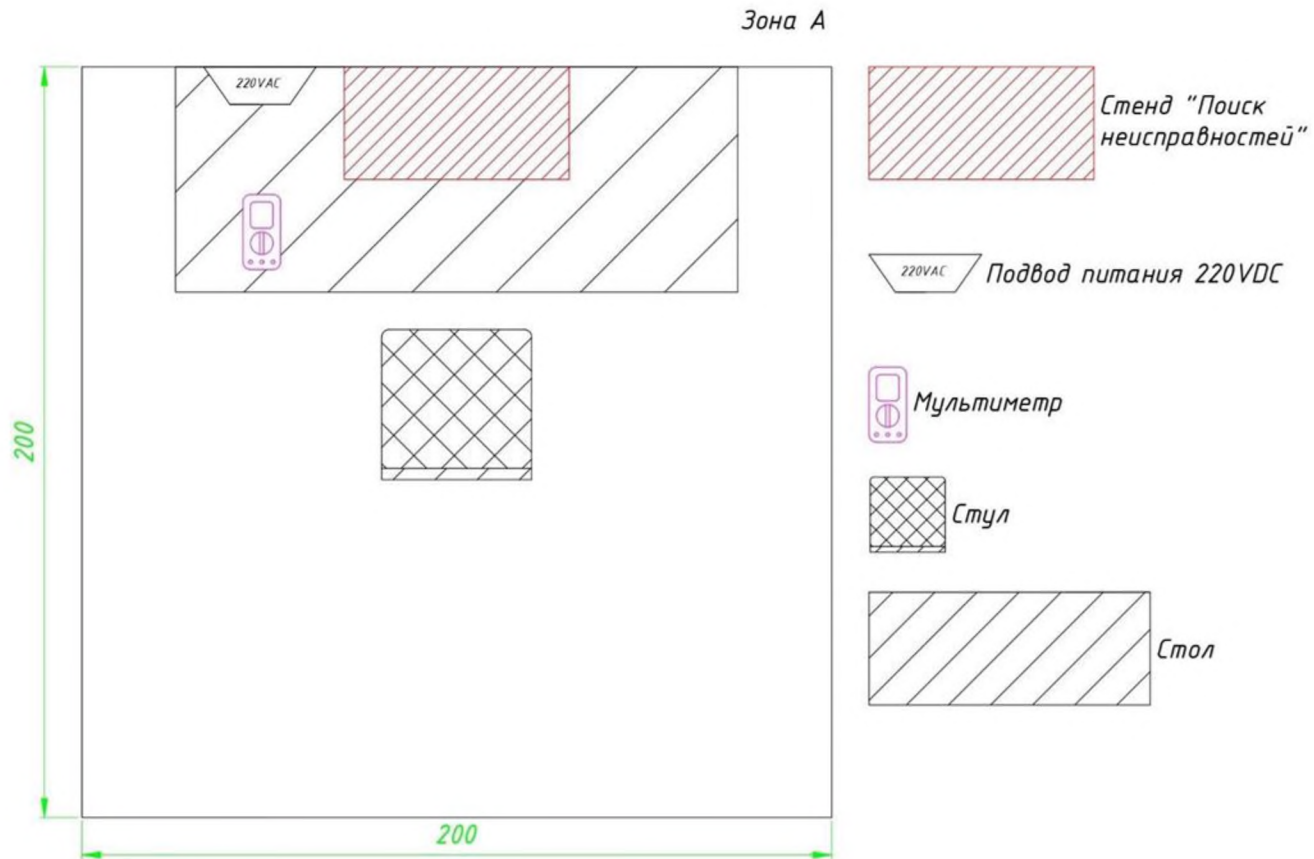 Зона А
220VAC
Стенд "Поиск
неисправностей"
220VAC
Подвод питания 220VDC
Мультиметр
Стул
Стол
200
200